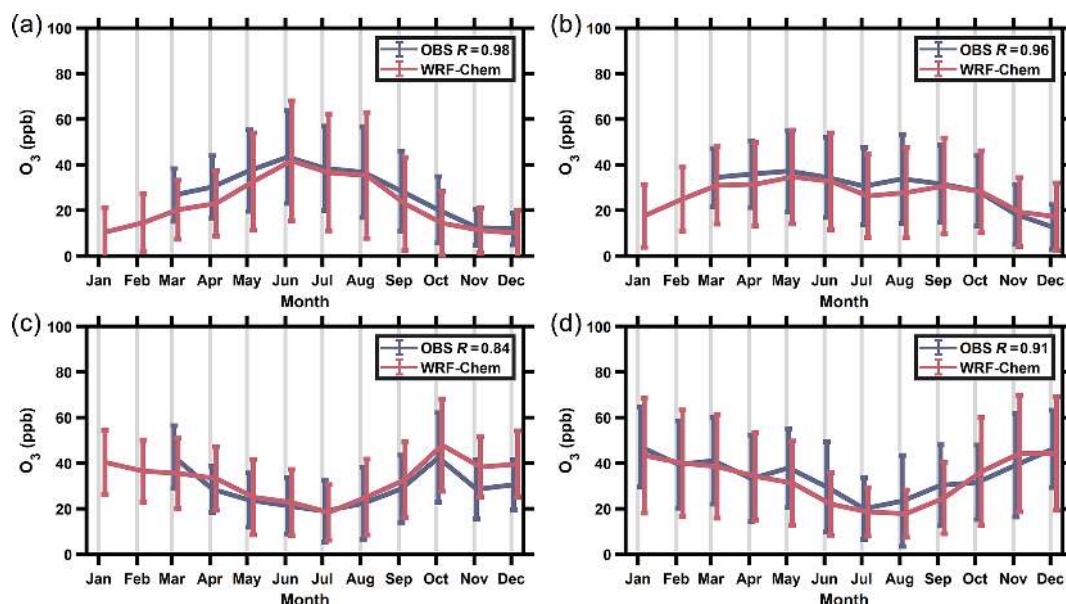 (a)
100
80
60
40
20
0
O₃ (ppb)
OBS R=0.98
WRF-Chem
Jan Feb Mar Apr May Jun Jul Aug Sep Oct Nov Dec
Month
(b)
100
80
60
40
20
0
O₃ (ppb)
OBS R=0.96
WRF-Chem
Jan Feb Mar Apr May Jun Jul Aug Sep Oct Nov Dec
Month
(c)
100
80
60
40
20
0
O₃ (ppb)
OBS R=0.84
WRF-Chem
Jan Feb Mar Apr May Jun Jul Aug Sep Oct Nov Dec
Month
(d)
100
80
60
40
20
0
O₃ (ppb)
OBS R=0.91
WRF-Chem
Jan Feb Mar Apr May Jun Jul Aug Sep Oct Nov Dec
Month